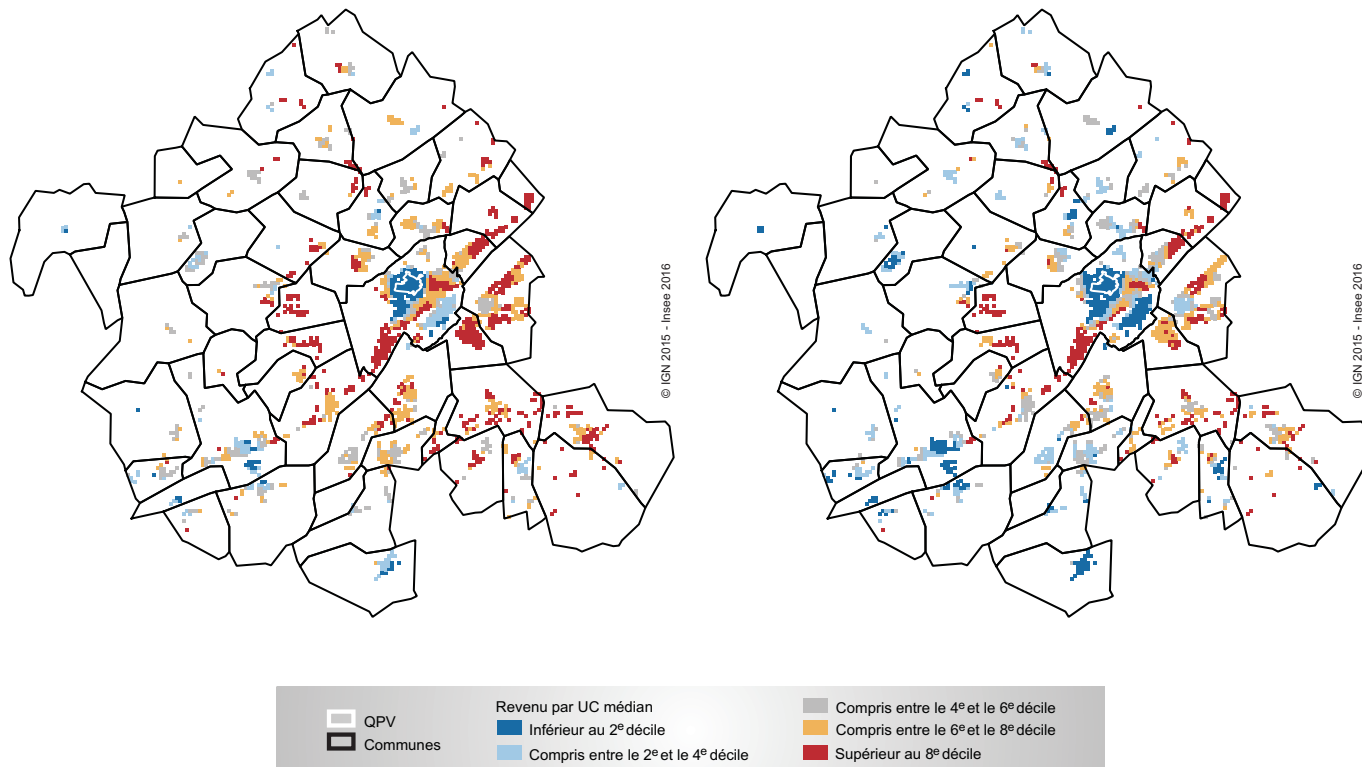 © IGN 2015 - Insee 2016
© IGN 2015 - Insee 2016
QPV
Communes
Revenu par UC médian
Inférieur au 2e décile
Compris entre le 2e et le 4e décile
Compris entre le 4e et le 6e décile
Compris entre le 6e et le 8e décile
Supérieur au 8e décile